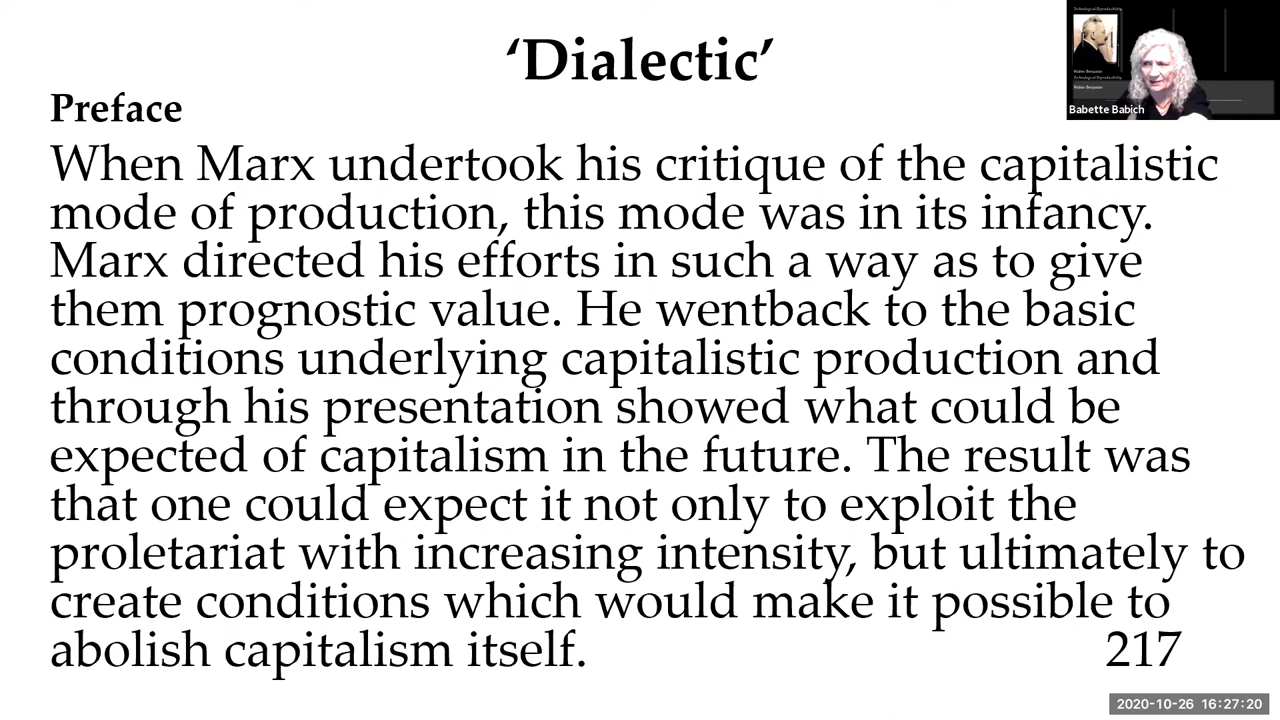 ‘Dialectic’
Preface
When Marx undertook his critique of the capitalistic
mode of production, this mode was in its infancy.
Marx directed his efforts in such a way as to give
them prognostic value. He wentback to the basic
conditions underlying capitalistic production and
through his presentation showed what could be
expected of capitalism in the future. The result was
that one could expect it not only to exploit the
proletariat with increasing intensity, but ultimately to
create conditions which would make it possible to
abolish capitalism itself. 217
Walter Benjamin
Walter Benjamin
Babette Babich
2020-10-26 16:27:20